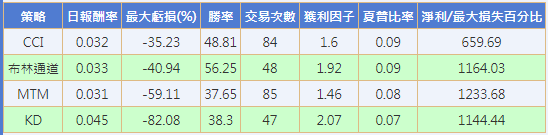 策略 日報酬率 最大虧損(%) 勝率 交易次數 獲利因子 夏普比率 淨利/最大損失百分比
CCI 0.032 -35.23 48.81 84 1.6 0.09 659.69
布林通道 0.033 -40.94 56.25 48 1.92 0.09 1164.03
MTM 0.031 -59.11 37.65 85 1.46 0.08 1233.68
KD 0.045 -82.08 38.3 47 2.07 0.07 1144.44